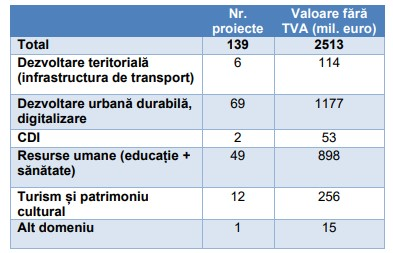 Nr. proiecte Valoare fără TVA (mil. euro)
Total 139 2513
Dezvoltare teritorială (infrastructura de transport) 6 114
Dezvoltare urbană durabilă, digitalizare 69 1177
CDI 2 53
Resurse umane (educație + sănătate) 49 898
Turism și patrimoniu cultural 12 256
Alt domeniu 1 15